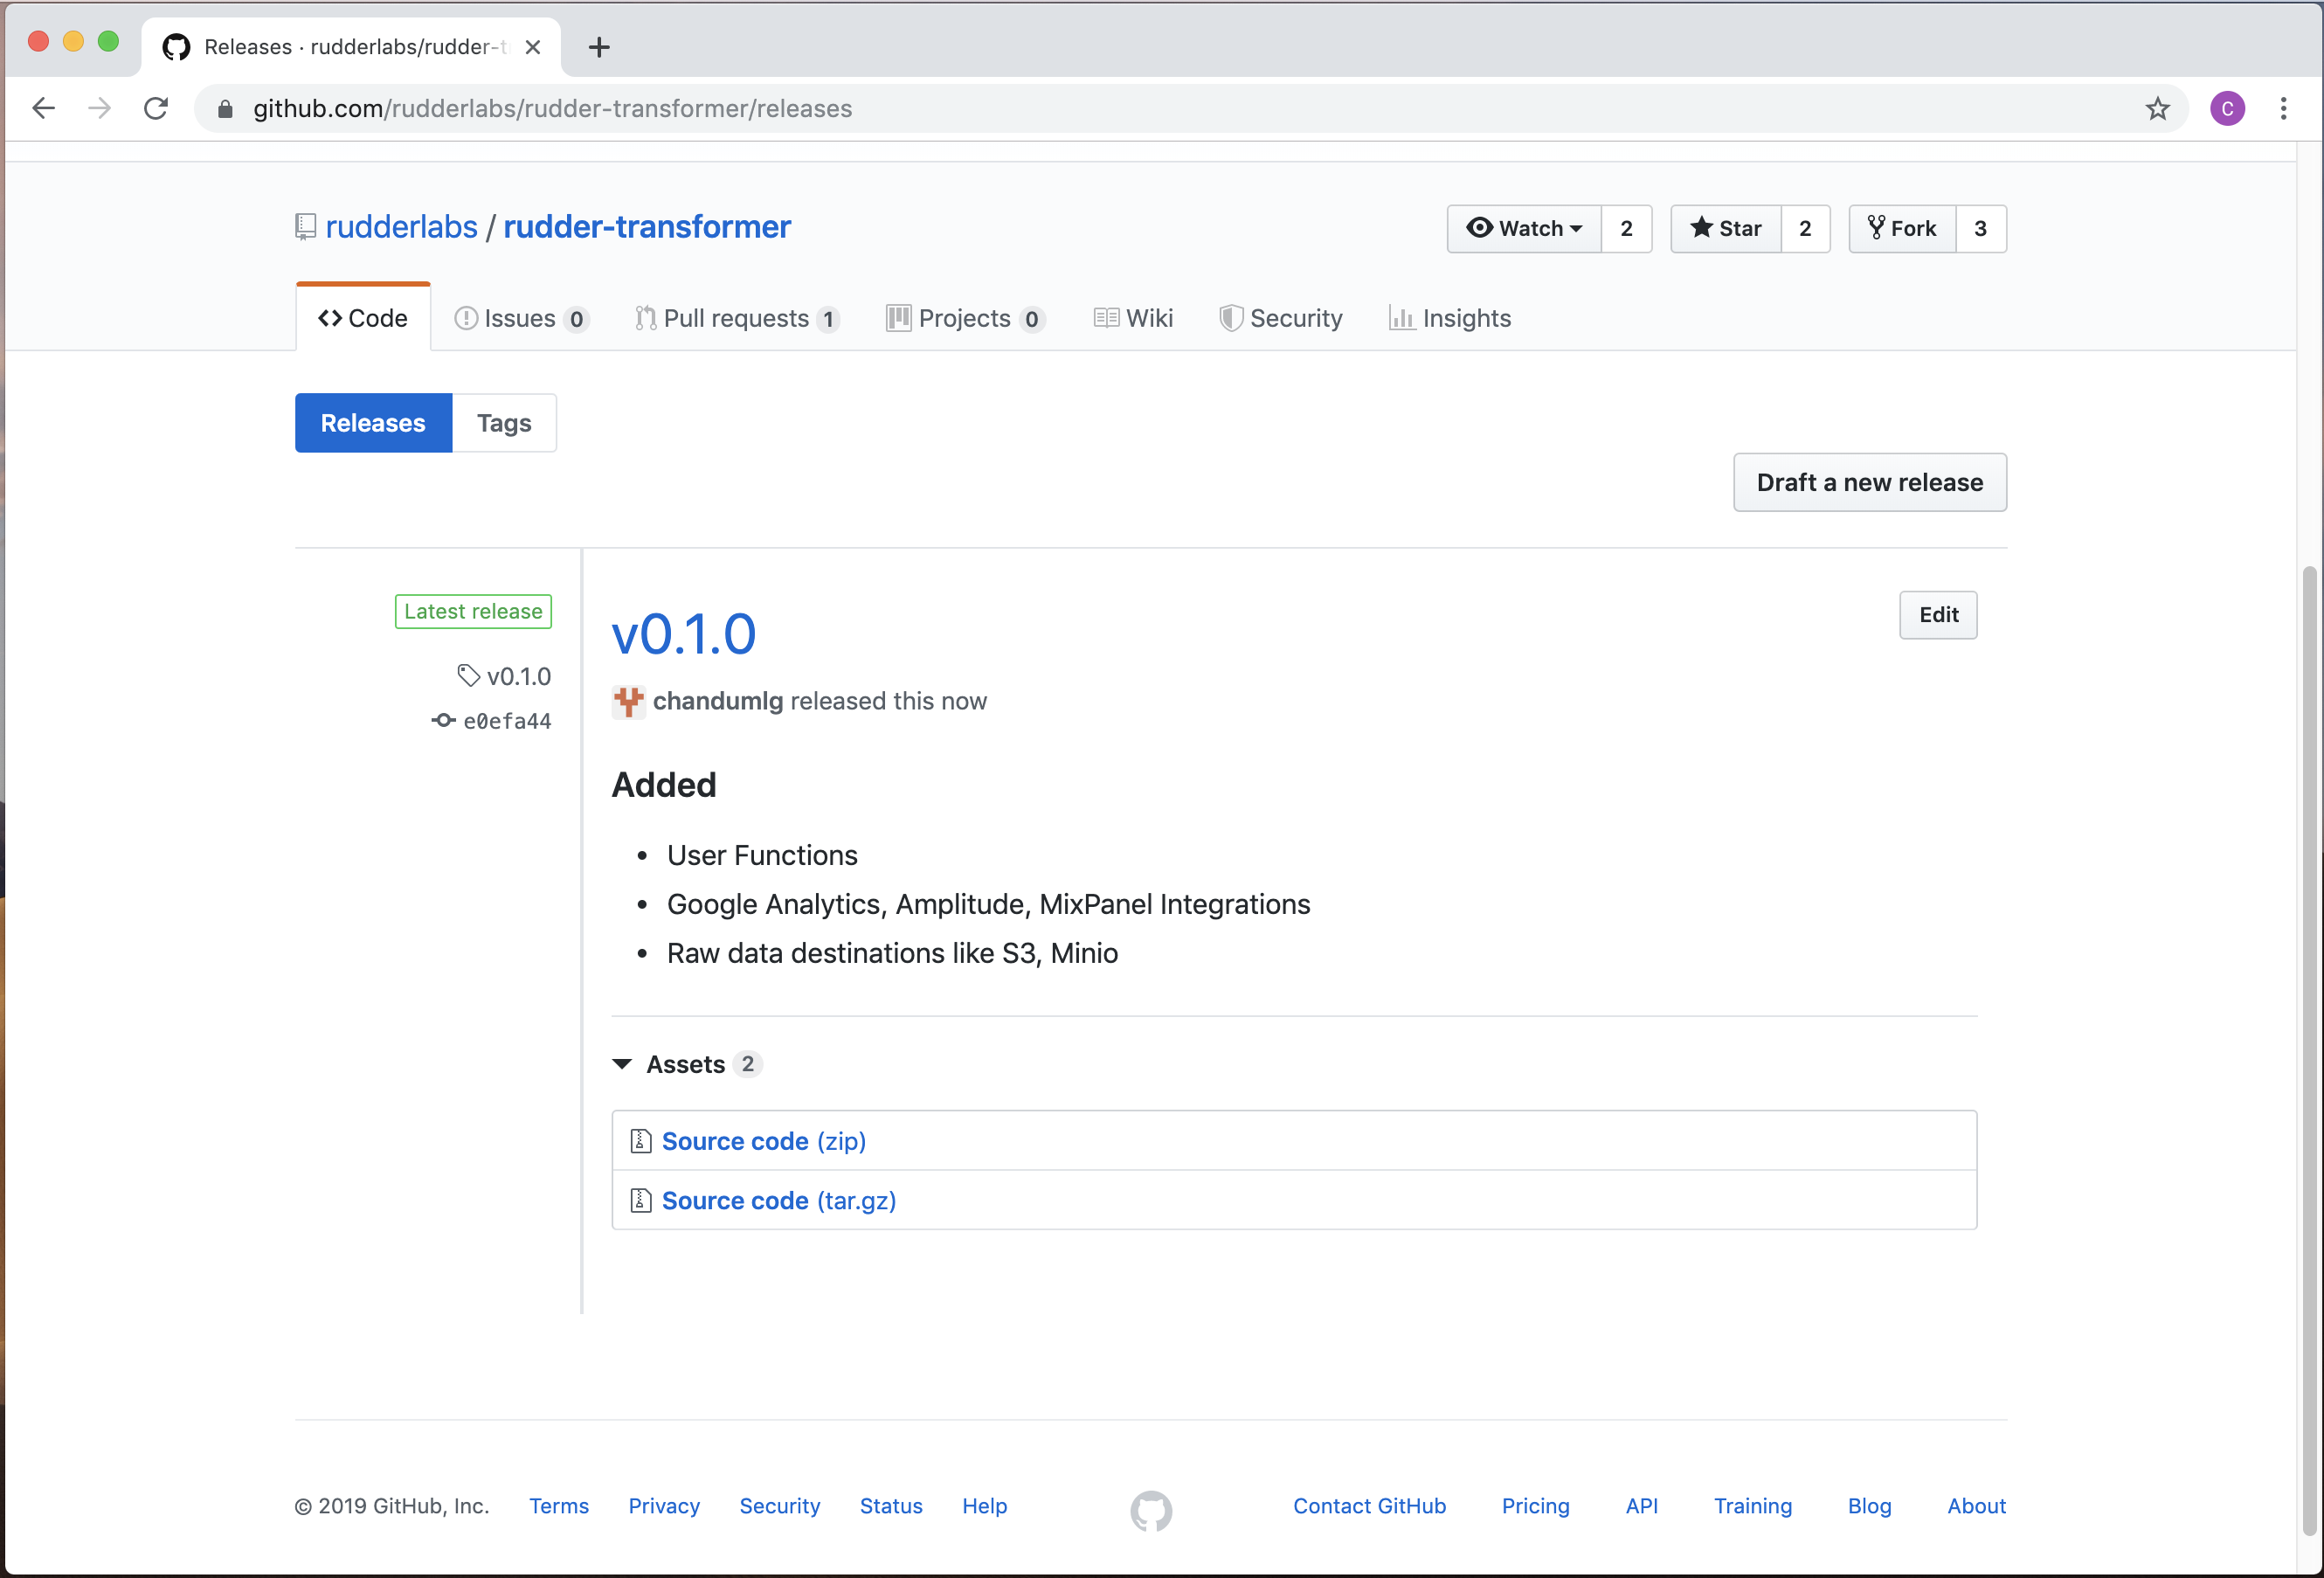 Releases · rudderlabs/rudder-t
github.com/rudderlabs/rudder-transformer/releases
C
rudderlabs / rudder-transformer
Watch 2 Star 2 Fork 3
Code Issues 0 Pull requests 1 Projects 0 Wiki Security Insights
Releases Tags
Draft a new release
Latest release
v0.1.0
e0efa44
v0.1.0
Edit
chandumlg released this now
Added
• User Functions
• Google Analytics, Amplitude, MixPanel Integrations
• Raw data destinations like S3, Minio
Assets 2
Source code (zip)
Source code (tar.gz)
© 2019 GitHub, Inc. Terms Privacy Security Status Help Contact GitHub Pricing API Training Blog About